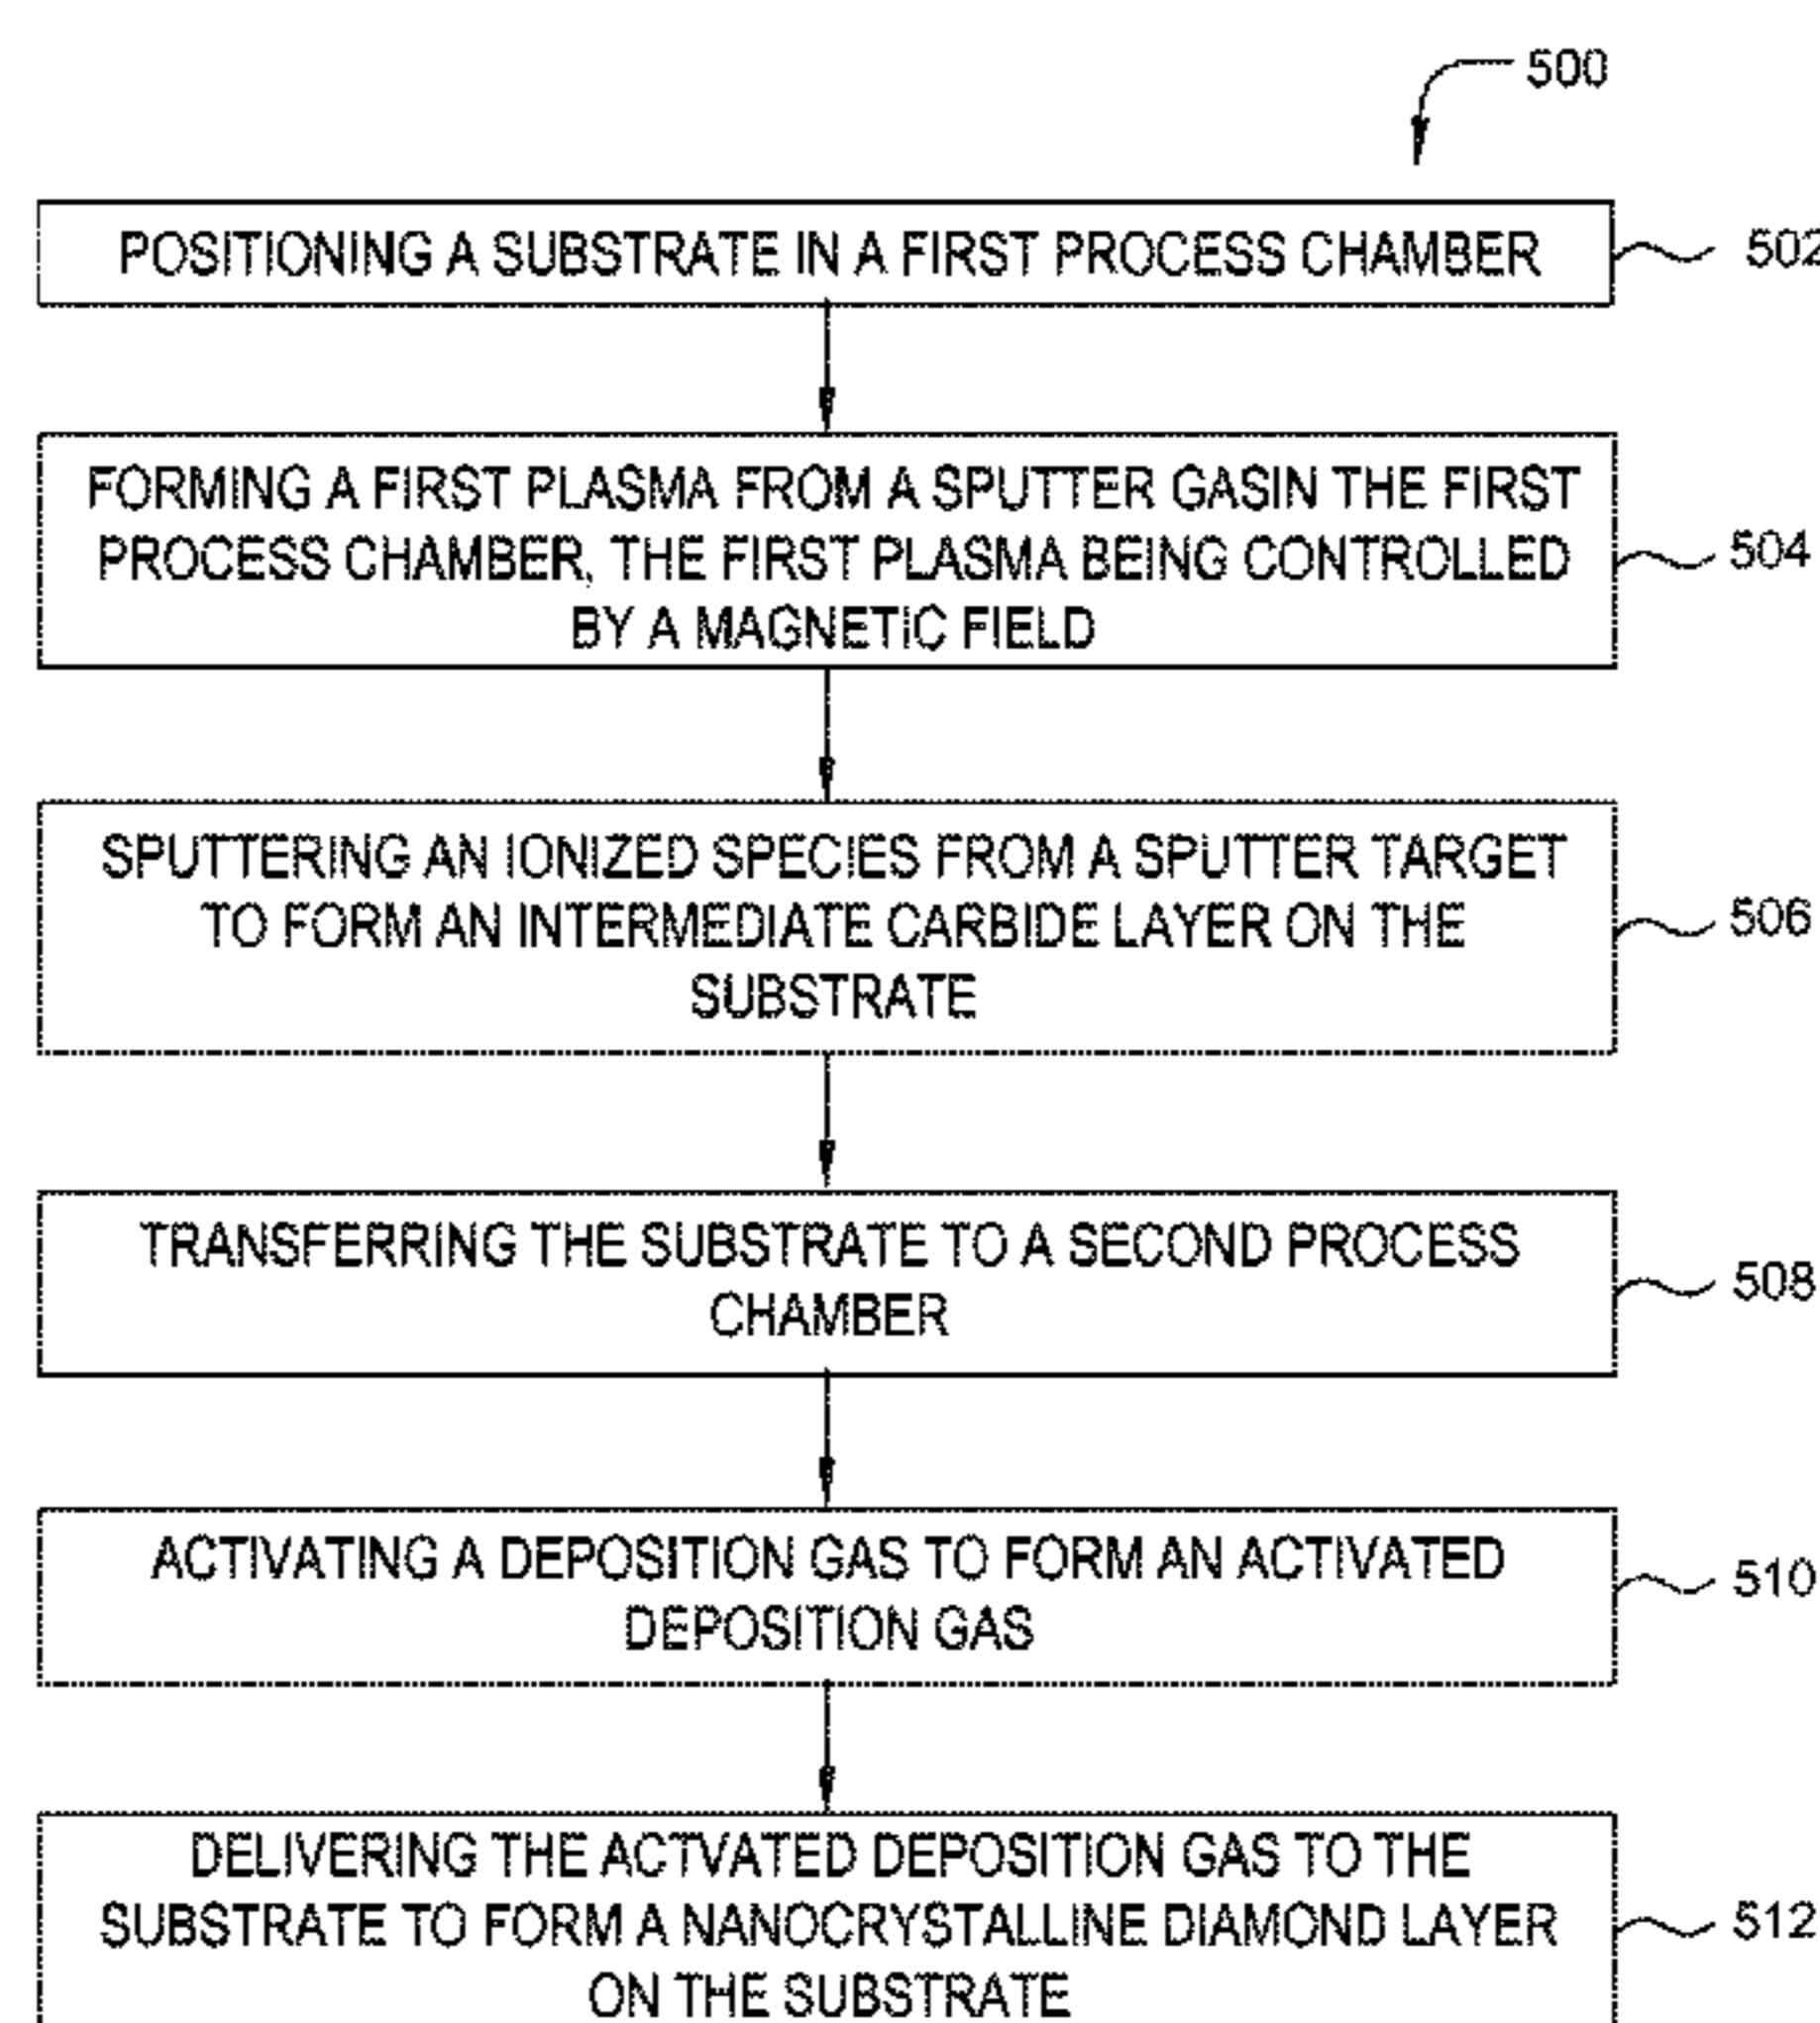 500
POSITIONING A SUBSTRATE IN A FIRST PROCESS CHAMBER
502
FORMING A FIRST PLASMA FROM A SPUTTER GASIN THE FIRST
PROCESS CHAMBER, THE FIRST PLASMA BEING CONTROLLED
BY A MAGNETIC FIELD
504
SPUTTERING AN IONIZED SPECIES FROM A SPUTTER TARGET
TO FORM AN INTERMEDIATE CARBIDE LAYER ON THE
SUBSTRATE
506
TRANSFERRING THE SUBSTRATE TO A SECOND PROCESS
CHAMBER
508
ACTIVATING A DEPOSITION GAS TO FORM AN ACTIVATED
DEPOSITION GAS
510
DELIVERING THE ACTVATED DEPOSITION GAS TO THE
SUBSTRATE TO FORM A NANOCRYSTALLINE DIAMOND LAYER
ON THE SUBSTRATE
512